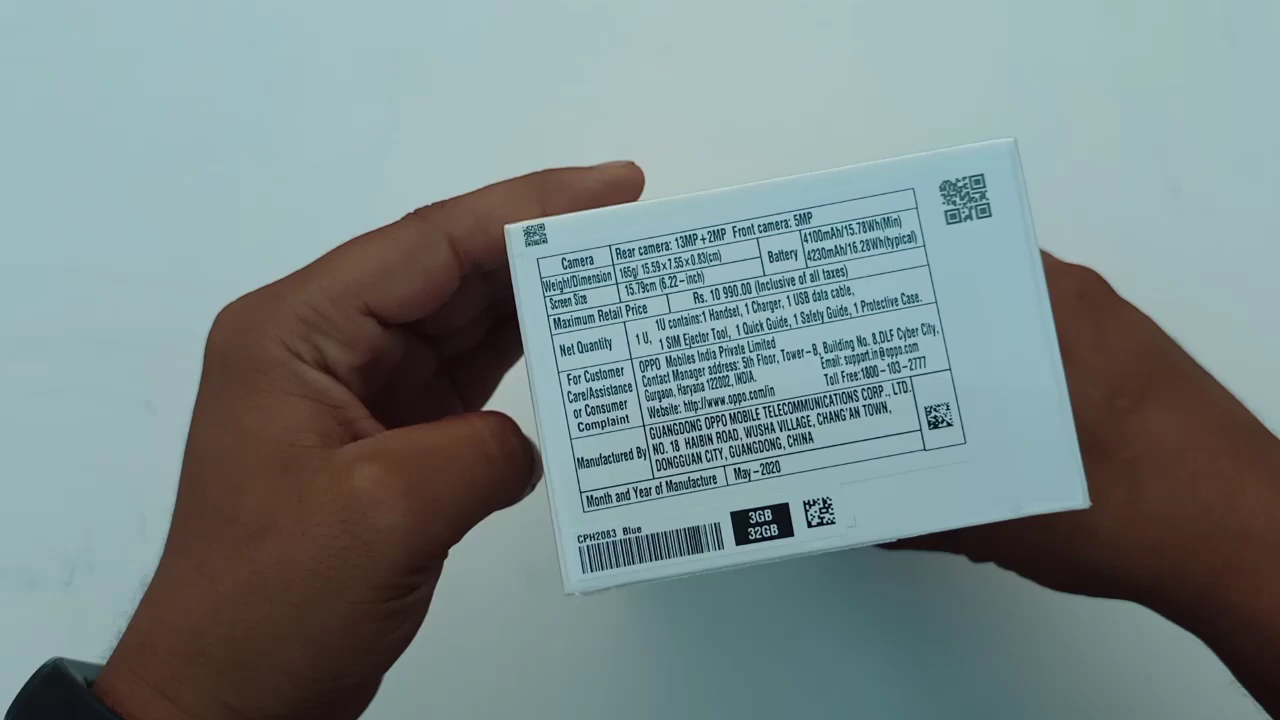 Camera Rear camera: 13MP+2MP Front camera: 5MP
Weight/Dimension 165g/ 15.59×7.55×0.83(cm) Battery 4100mAh/15.78Wh(Min)
Screen Size 15.79cm (6.22-inch) 4230mAh/16.28Wh(typical)
Maximum Retail Price Rs. 10 990.00 (Inclusive of all taxes)
Net Quantity 1 U, 1U contains:1 Handset, 1 Charger, 1 USB data cable,
1 SIM Ejector Tool, 1 Quick Guide, 1 Safety Guide, 1 Protective Case.
For Customer OPPO Mobiles India Private Limited
Care/Assistance Contact Manager address: 5th Floor, Tower-B, Building No. 8,DLF Cyber City,
or Consumer Gurgaon, Haryana 122002, INDIA. Email: support.in@oppo.com
Complaint Website: http://www.oppo.com/in Toll Free:1800-103-2777
Manufactured By GUANGDONG OPPO MOBILE TELECOMMUNICATIONS CORP., LTD.
NO. 18 HAIBIN ROAD, WUSHA VILLAGE, CHANG'AN TOWN,
DONGGUAN CITY, GUANGDONG, CHINA
Month and Year of Manufacture May-2020
CPH2083 Blue
3GB
32GB